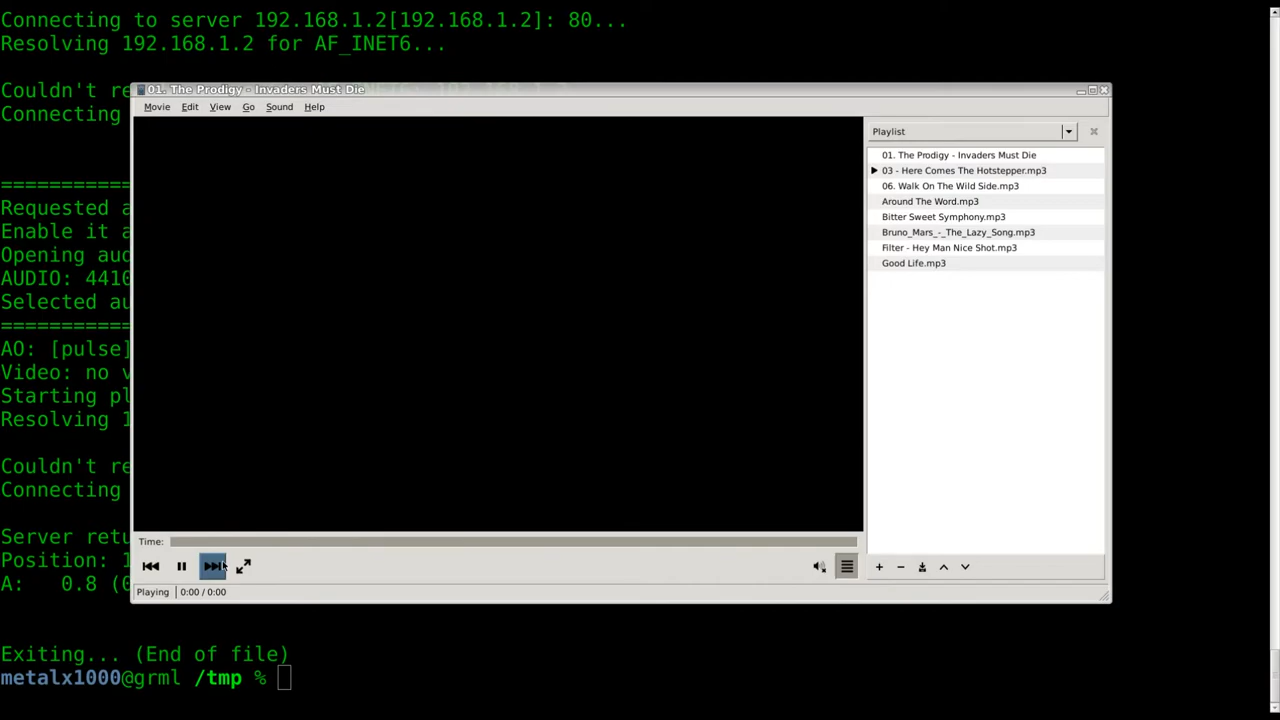 Connecting to server 192.168.1.2[192.168.1.2]: 80...
Resolving 192.168.1.2 for AF_INET6...
Couldn't re
Connecting
01. The Prodigy - Invaders Must Die
Movie Edit View Go Sound Help
Playlist
01. The Prodigy - Invaders Must Die
03 - Here Comes The Hotstepper.mp3
06. Walk On The Wild Side.mp3
Around The Word.mp3
Bitter Sweet Symphony.mp3
Bruno_Mars_-_The_Lazy_Song.mp3
Filter - Hey Man Nice Shot.mp3
Good Life.mp3
==========
Requested a
Enable it a
Opening aud
AUDIO: 4410
Selected au
==========
AO: [pulse]
Video: no v
Starting pl
Resolving 1
Couldn't re
Connecting
Server retu
Position: 1
A: 0.8 (0
Time:
Playing 0:00 / 0:00
Exiting... (End of file)
metalx1000@grml /tmp %